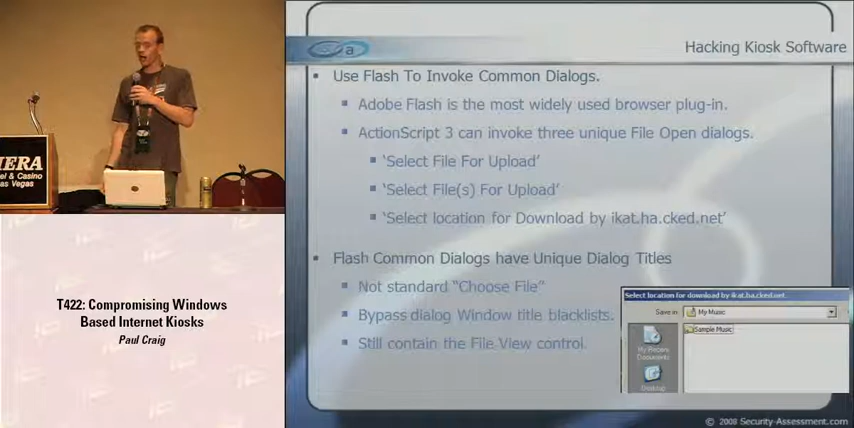 IERA
el & Casino
as Vegas
T422: Compromising Windows
Based Internet Kiosks
Paul Craig
a
Hacking Kiosk Software
Use Flash To Invoke Common Dialogs.
Adobe Flash is the most widely used browser plug-in.
ActionScript 3 can invoke three unique File Open dialogs.
‘Select File For Upload’
‘Select File(s) For Upload’
‘Select location for Download by ikat.ha.cked.net’
Flash Common Dialogs have Unique Dialog Titles
Not standard “Choose File”
Bypass dialog Window title blacklists.
Still contain the File View control.
Select location for download by ikat.ha.cked.net.
Save in: My Music
Sample Music
My Recent
Documents
Desktop
© 2008 Security-Assessment.com